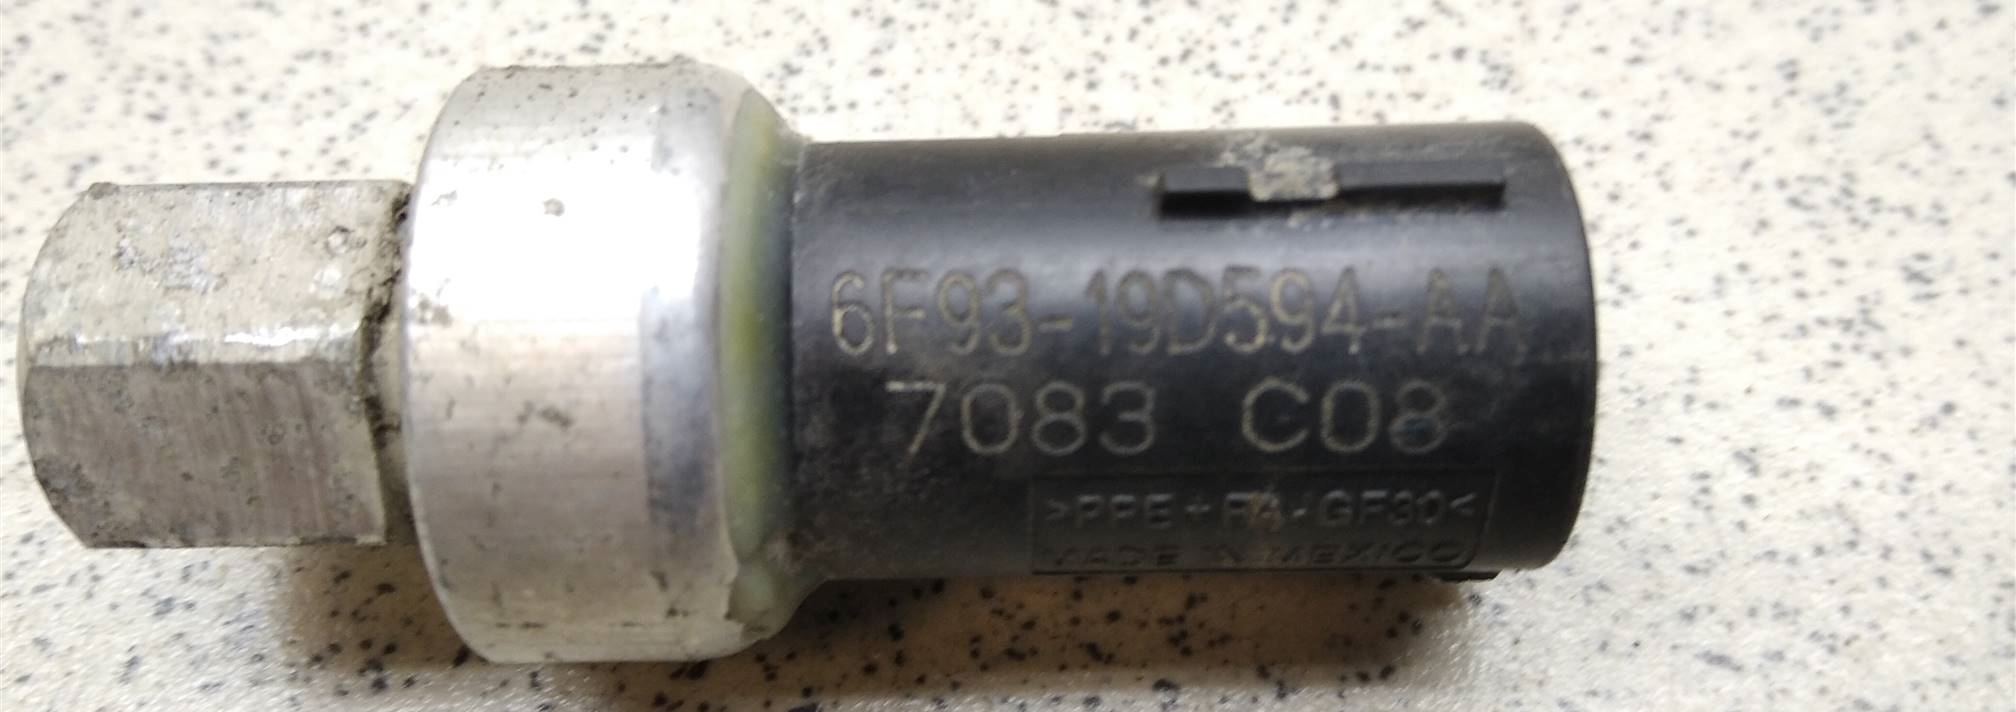 6F93-19D594-AA
7083 C08
>PPE+PA-GF30<
MADE IN MEXICO